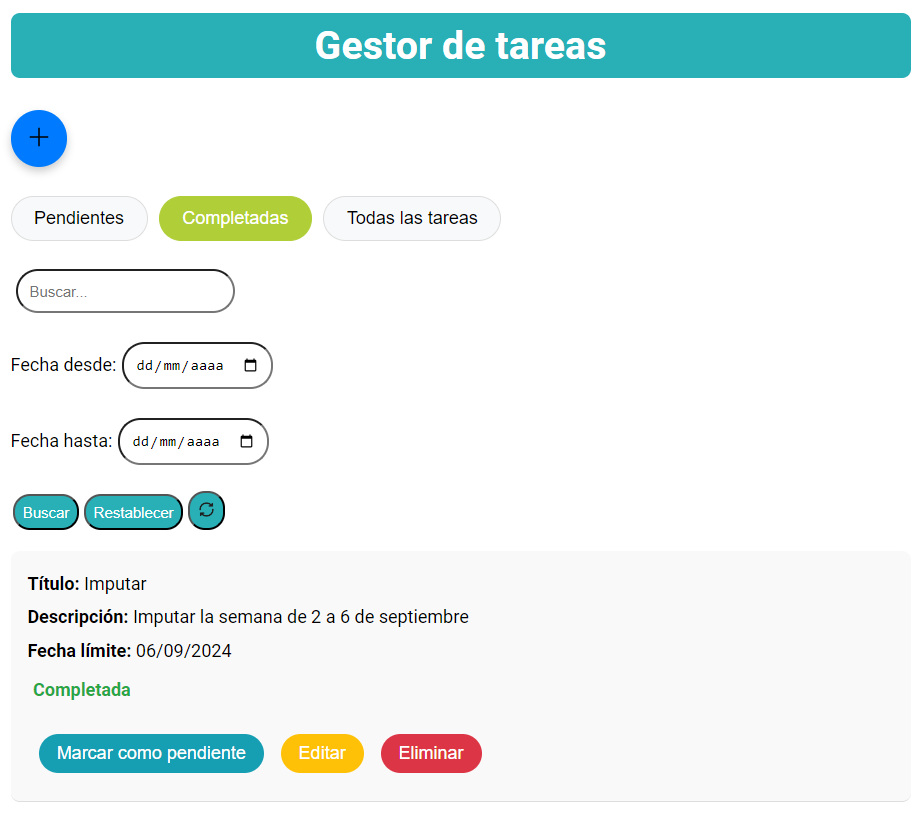 Gestor de tareas
+
Pendientes Completadas Todas las tareas
Buscar...
Fecha desde: dd/mm/aaaa
Fecha hasta: dd/mm/aaaa
Buscar Restablecer
Título: Imputar
Descripción: Imputar la semana de 2 a 6 de septiembre
Fecha límite: 06/09/2024
Completada
Marcar como pendiente Editar Eliminar